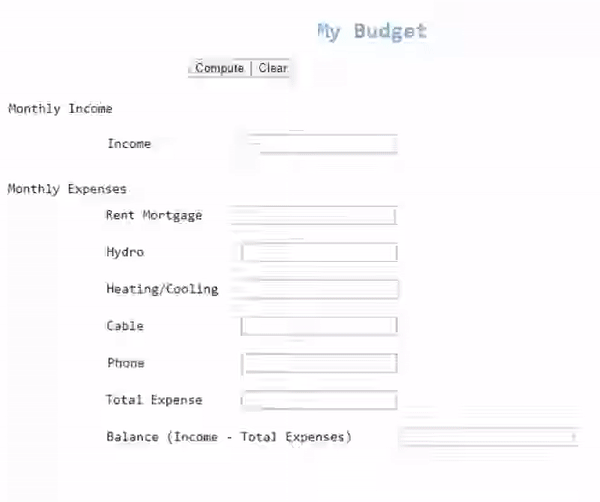 My Budget
Compute Clear
Monthly Income
Income
Monthly Expenses
Rent Mortgage
Hydro
Heating/Cooling
Cable
Phone
Total Expense
Balance (Income - Total Expenses)